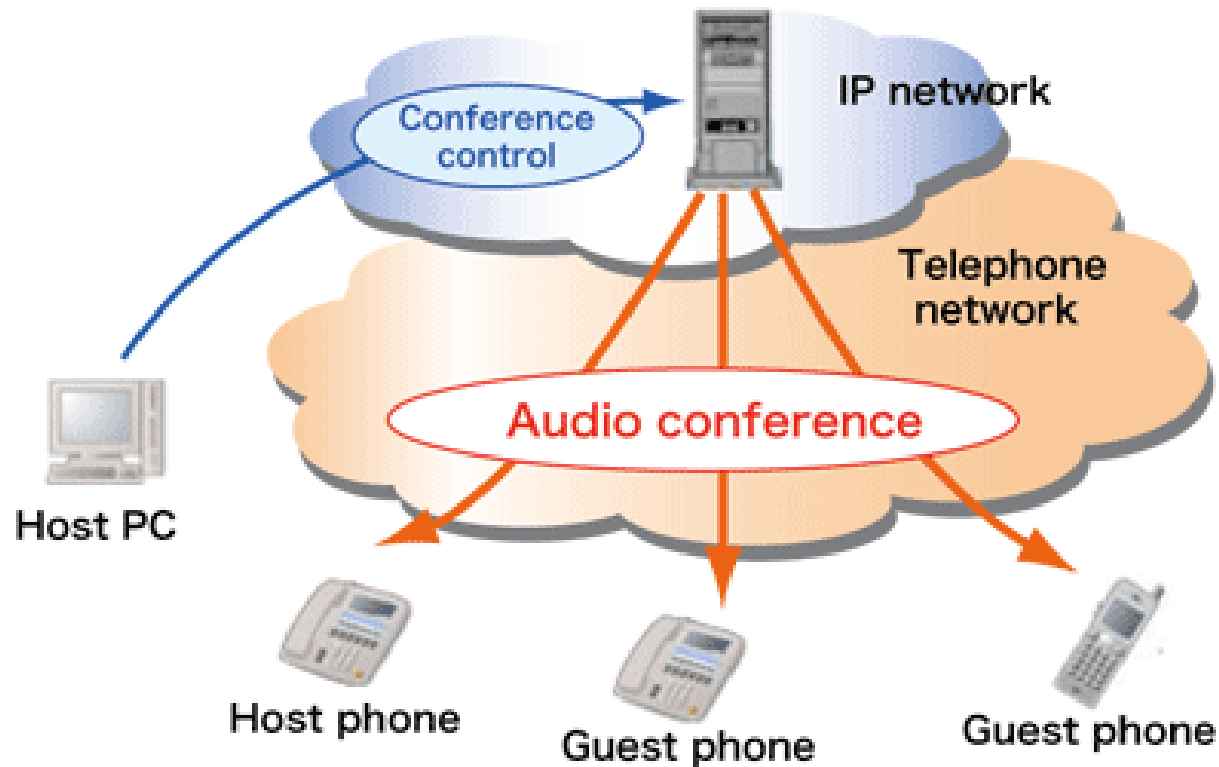 Conference
control
IP network
Telephone
network
Audio conference
Host PC
Host phone
Guest phone
Guest phone